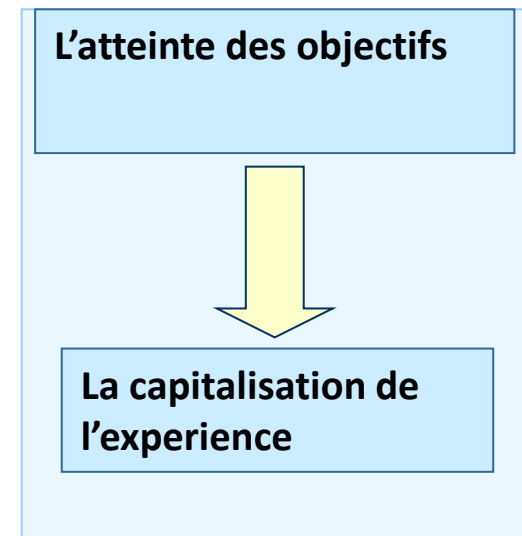 L’atteinte des objectifs
La capitalisation de
l’experience